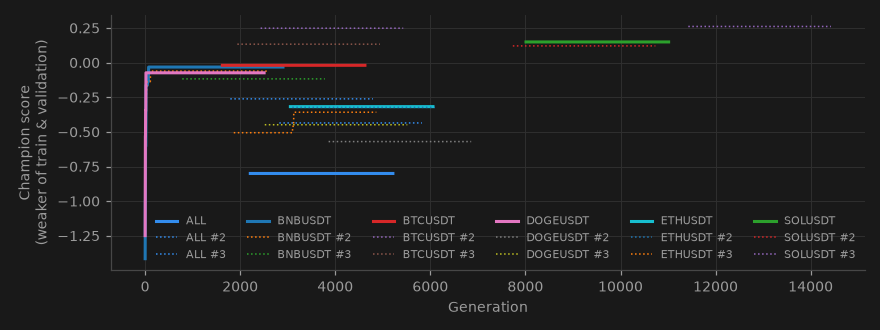 0.25
0.00
−0.25
−0.50
−0.75
−1.00
−1.25
Champion score
(weaker of train & validation)
ALL BNBUSDT BTCUSDT DOGEUSDT ETHUSDT SOLUSDT
ALL #2 BNBUSDT #2 BTCUSDT #2 DOGEUSDT #2 ETHUSDT #2 SOLUSDT #2
ALL #3 BNBUSDT #3 BTCUSDT #3 DOGEUSDT #3 ETHUSDT #3 SOLUSDT #3
0 2000 4000 6000 8000 10000 12000 14000
Generation